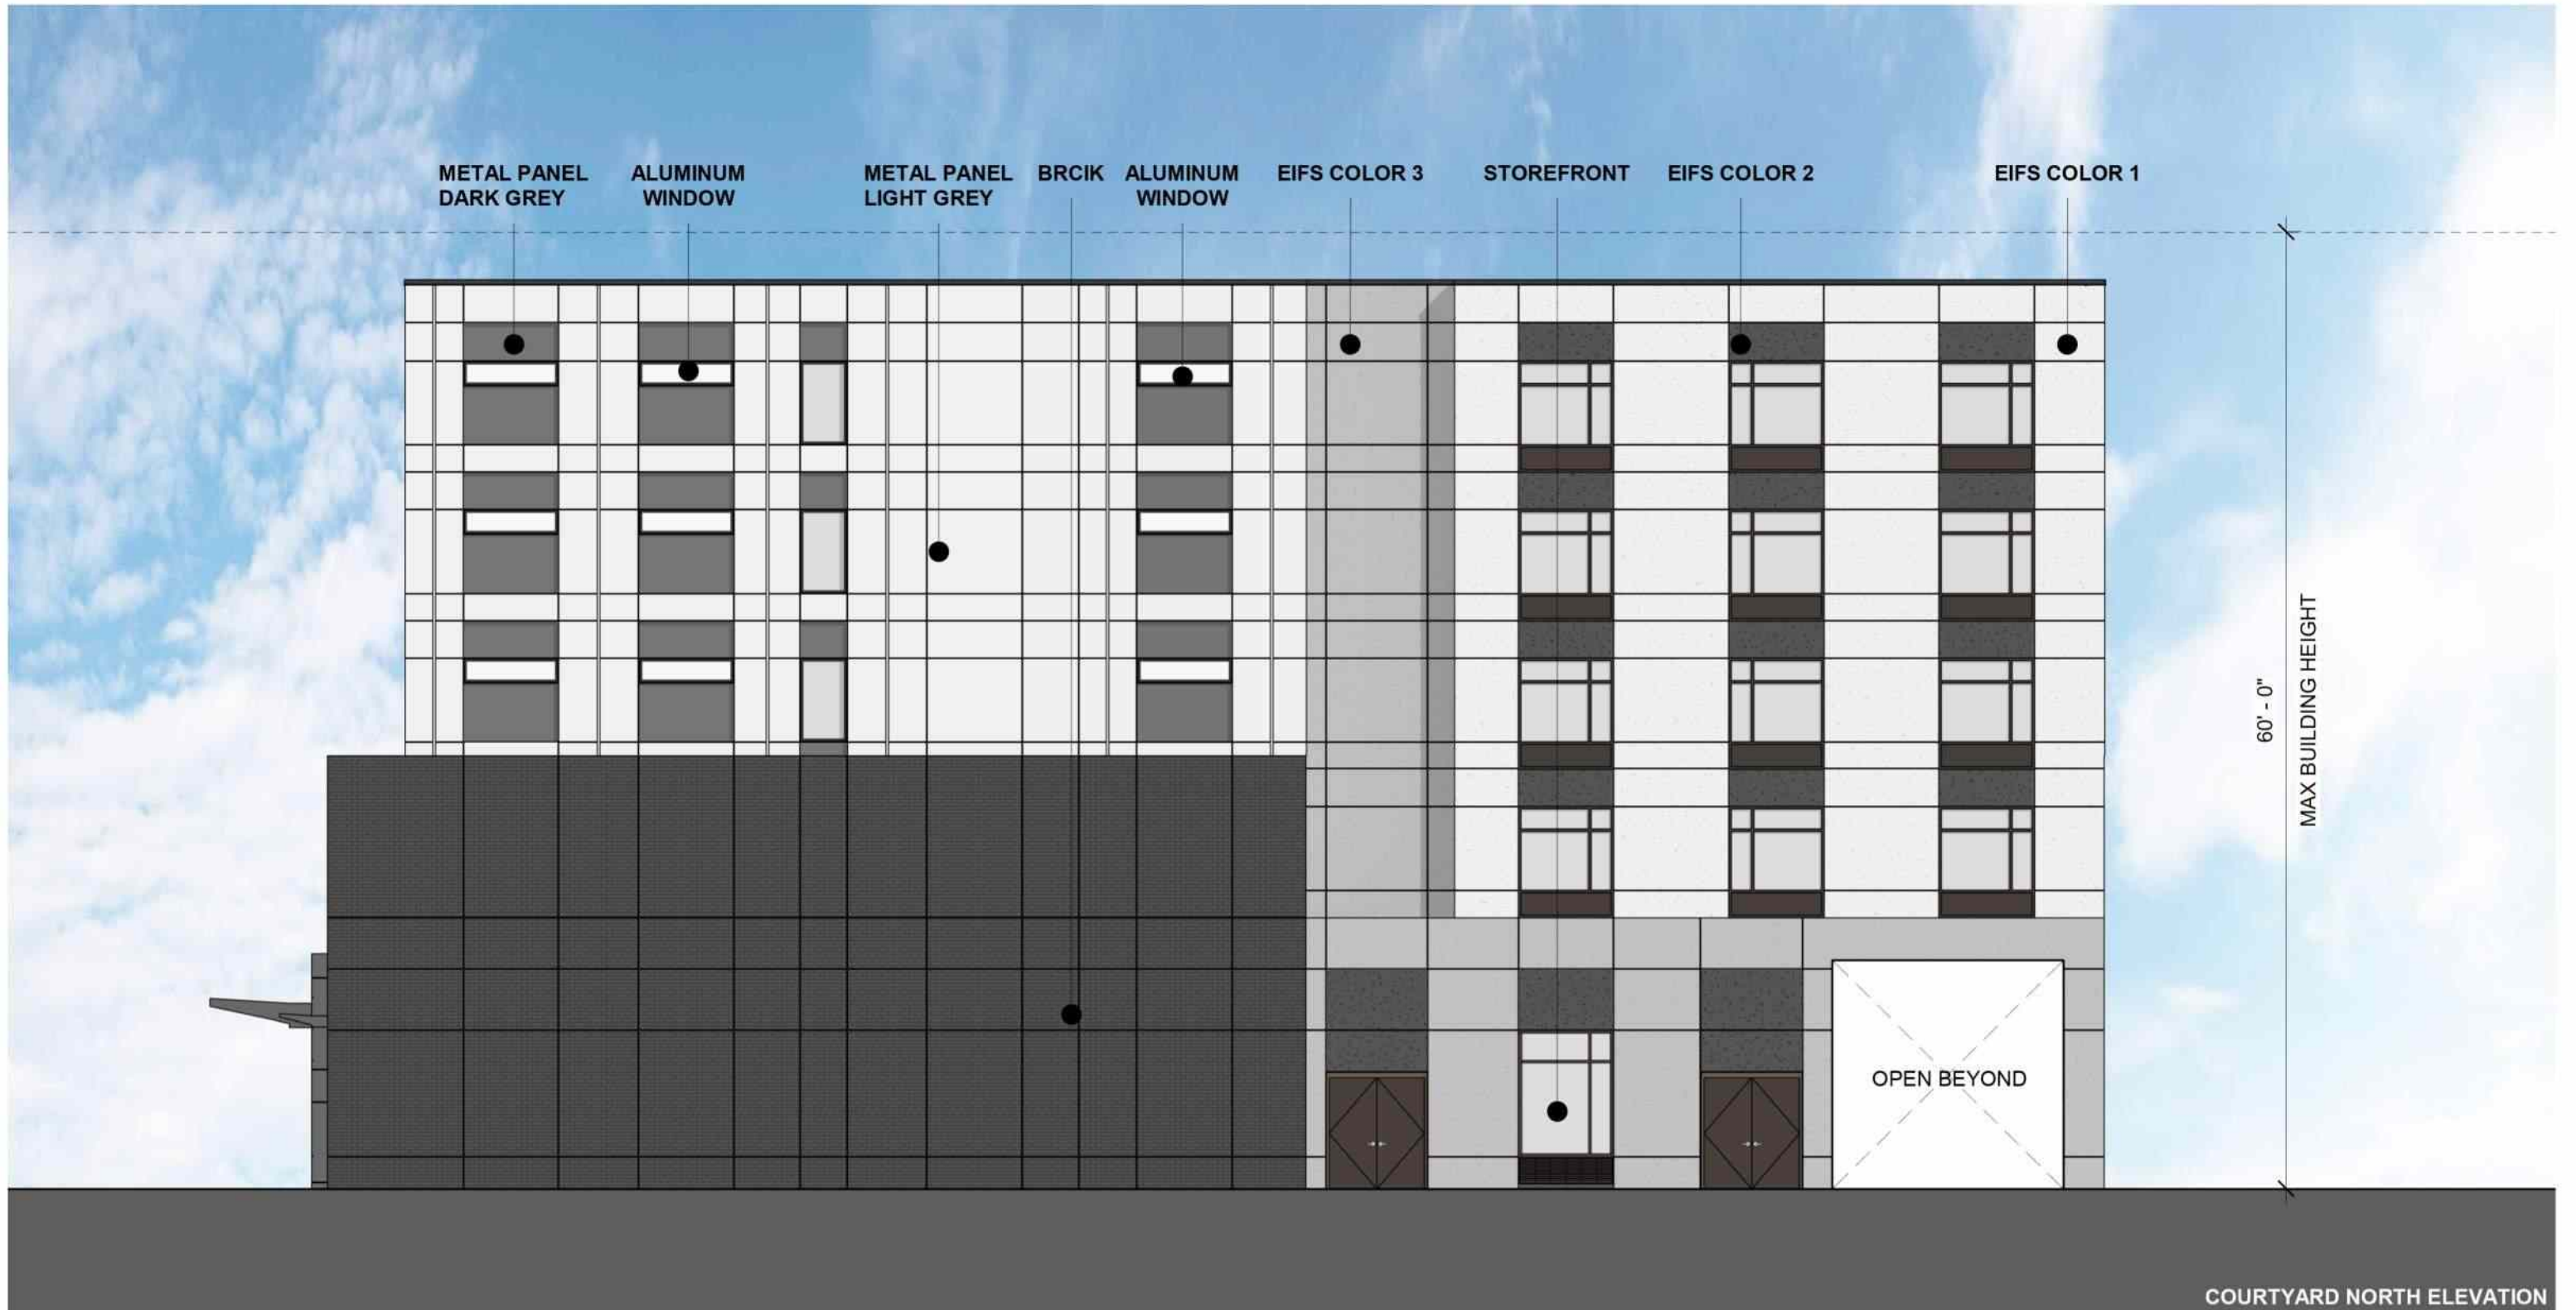 METAL PANEL
DARK GREY
ALUMINUM
WINDOW
METAL PANEL
LIGHT GREY
BRCIK
ALUMINUM
WINDOW
EIFS COLOR 3
STOREFRONT
EIFS COLOR 2
EIFS COLOR 1
60' - 0"
MAX BUILDING HEIGHT
OPEN BEYOND
COURTYARD NORTH ELEVATION